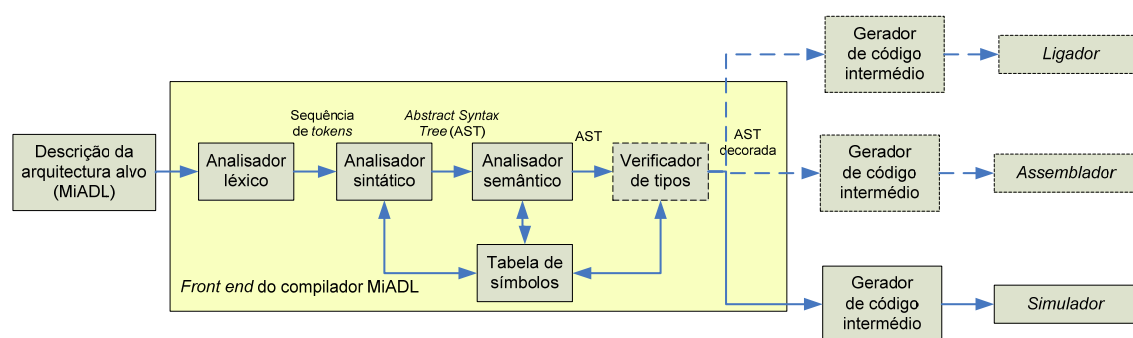 Descrição da
arquitectura alvo
(MiADL)
Analisador
léxico
Sequência
de tokens
Analisador
sintático
Abstract Syntax
Tree (AST)
Analisador
semântico
AST
Verificador
de tipos
AST
decorada
Tabela de
símbolos
Front end do compilador MiADL
Gerador
de código
intermédio
Ligador
Gerador
de código
intermédio
Assemblador
Gerador
de código
intermédio
Simulador